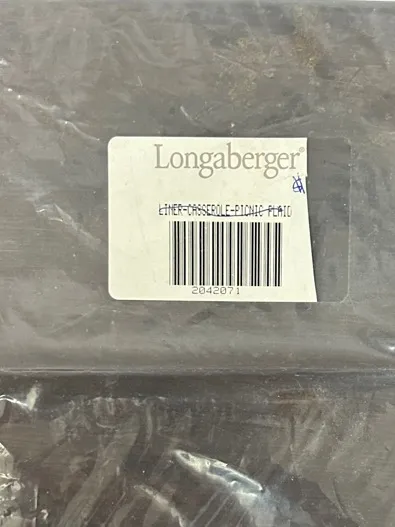 Longaberger®
LINER-CASSEROLE-PICNIC PLAID
2042071